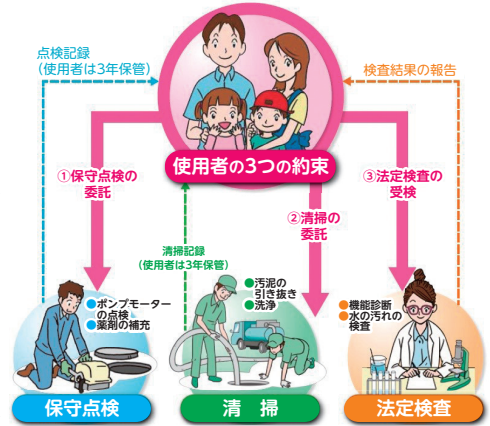 点検記録
（使用者は3年保管）
検査結果の報告
使用者の3つの約束
①保守点検の
委託
②清掃の
委託
③法定検査の
受検
清掃記録
（使用者は3年保管）
●ポンプモーター
の点検
●薬剤の補充
●汚泥の
引き抜き
●洗浄
●機能診断
●水の汚れの
検査
保守点検
清掃
法定検査